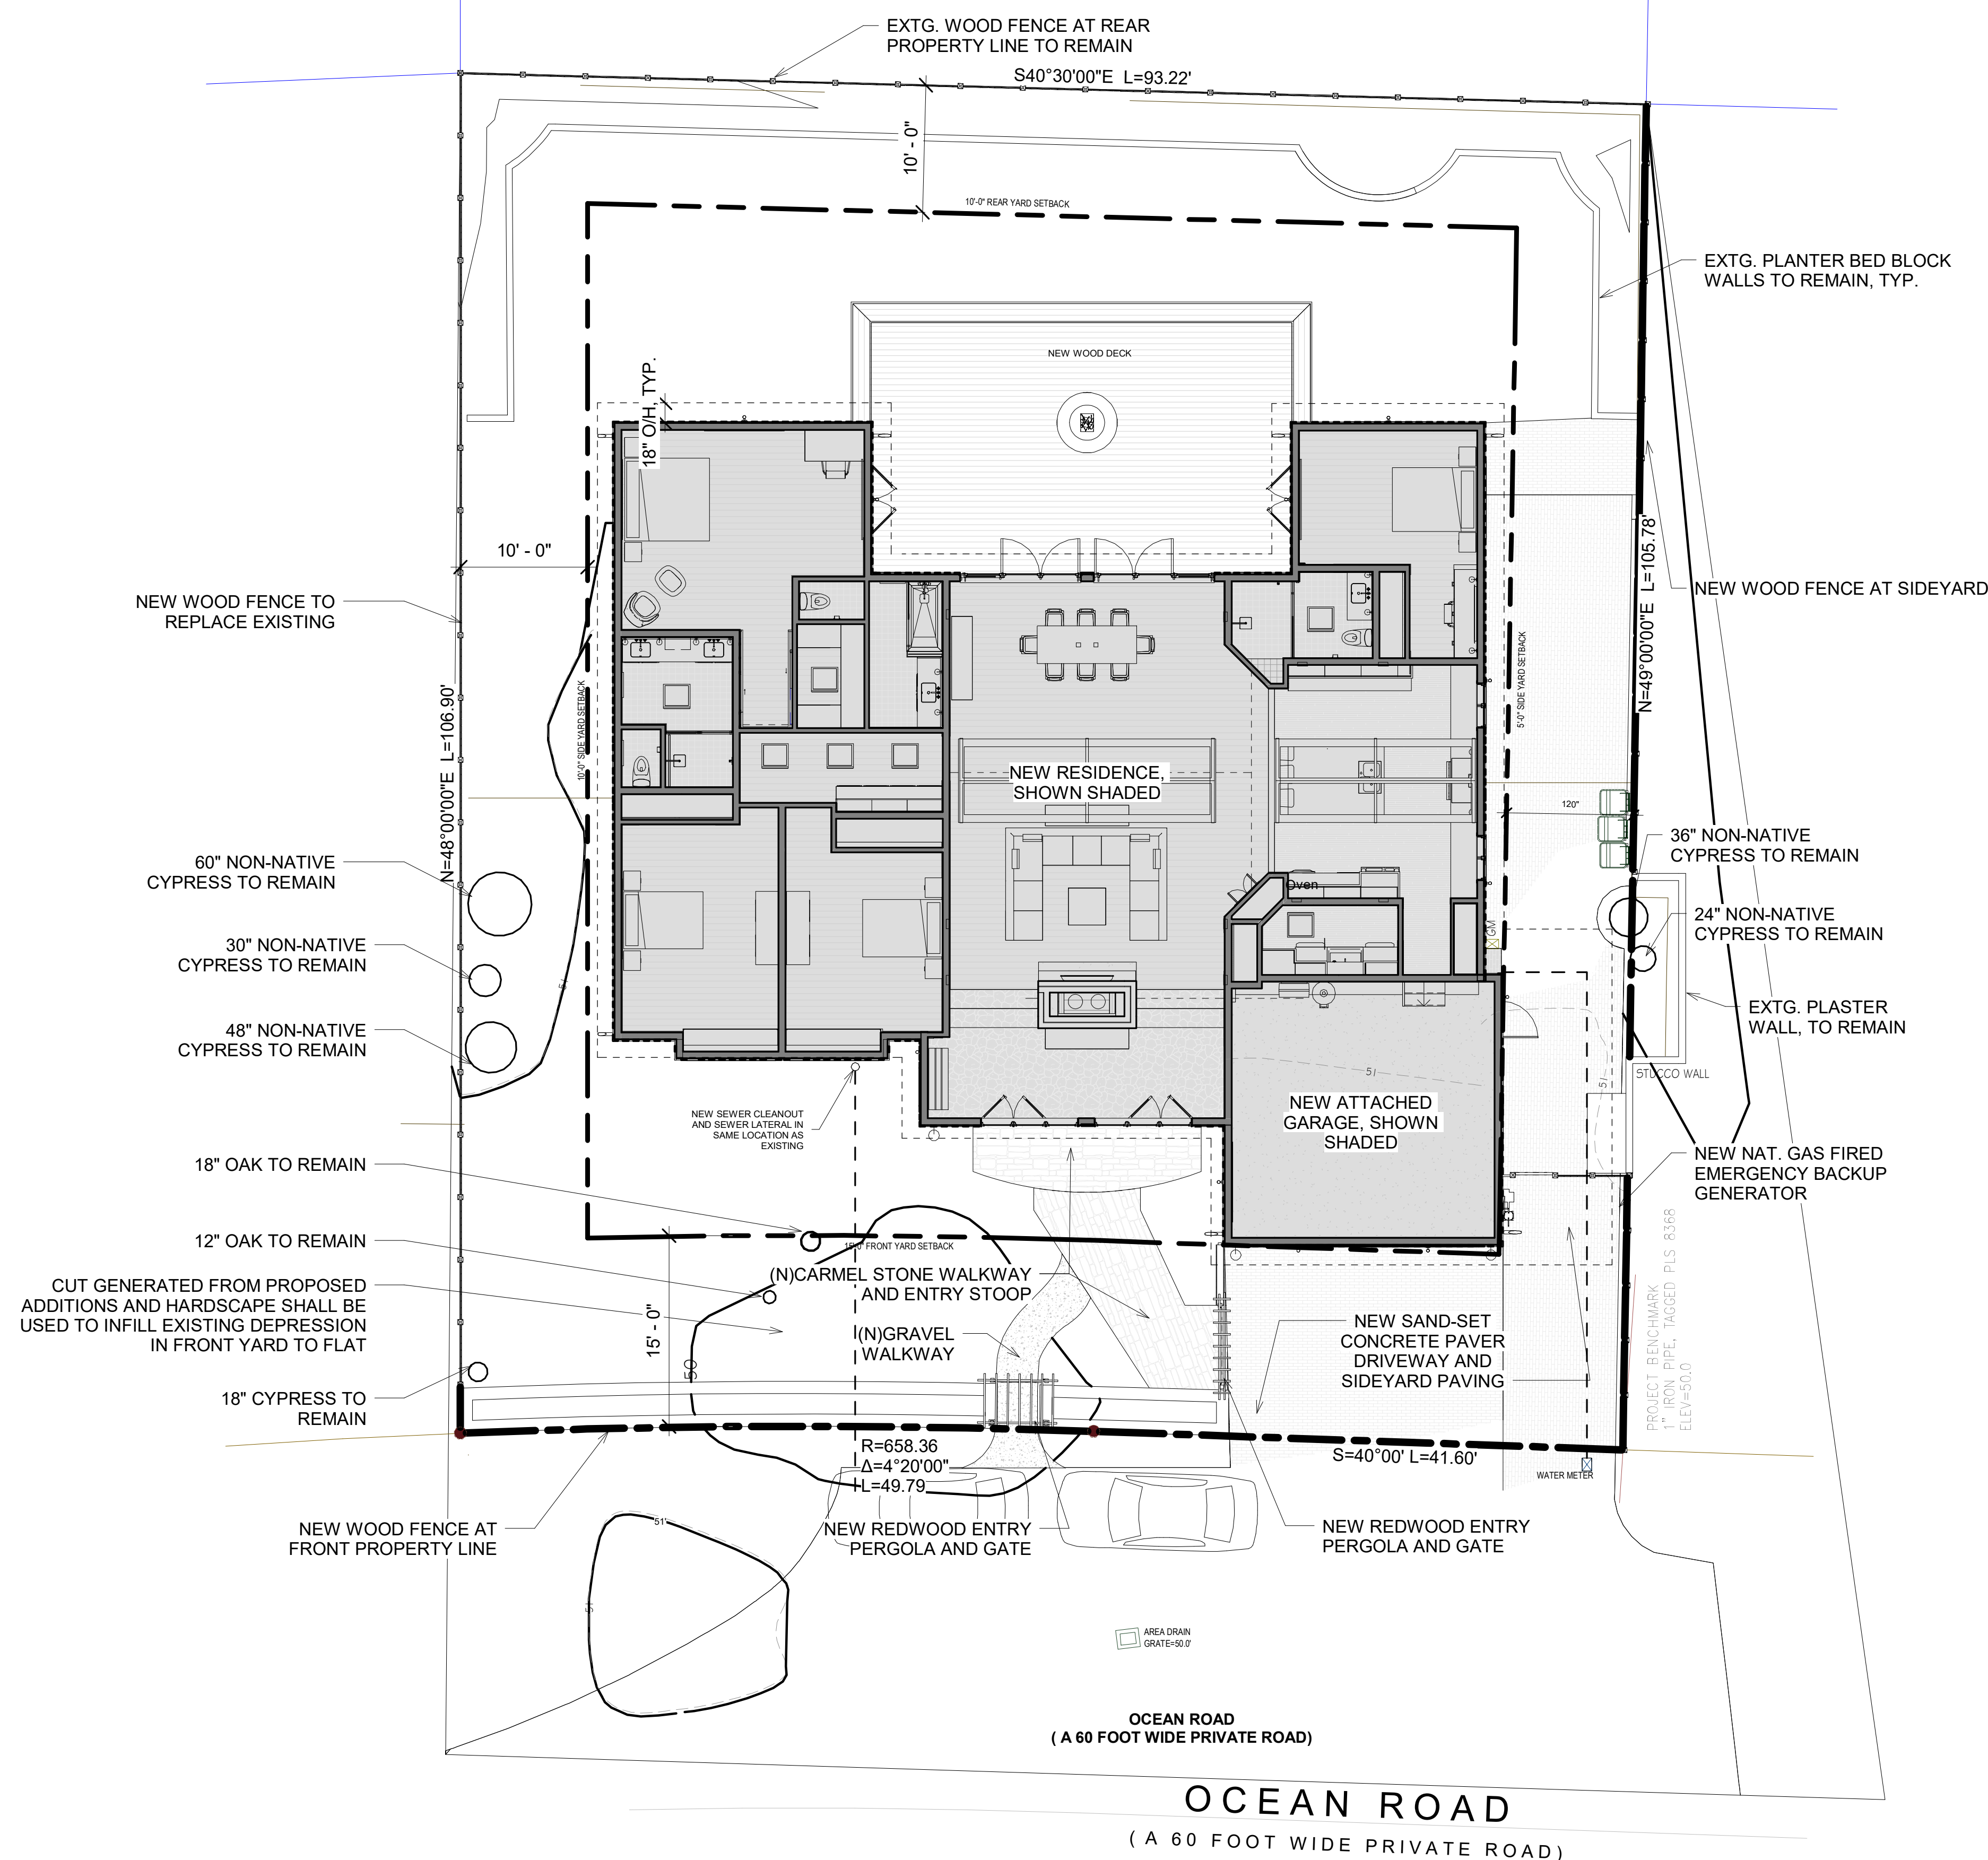 EXTG. WOOD FENCE AT REAR
PROPERTY LINE TO REMAIN
S40°30'00"E L=93.22'
10' - 0"
10'-0" REAR YARD SETBACK
EXTG. PLANTER BED BLOCK
WALLS TO REMAIN, TYP.
NEW WOOD DECK
18" O/H, TYP.
10' - 0"
N=49°00'00"E L=105.78'
NEW WOOD FENCE AT SIDEYARD
NEW WOOD FENCE TO
REPLACE EXISTING
5'-0" SIDE YARD SETBACK
10'-0" SIDE YARD SETBACK
N=48°00'00"E L=106.90'
NEW RESIDENCE,
SHOWN SHADED
120"
36" NON-NATIVE
CYPRESS TO REMAIN
60" NON-NATIVE
CYPRESS TO REMAIN
Oven
24" NON-NATIVE
CYPRESS TO REMAIN
GM
30" NON-NATIVE
CYPRESS TO REMAIN
51
EXTG. PLASTER
WALL, TO REMAIN
48" NON-NATIVE
CYPRESS TO REMAIN
51
51
STUCCO WALL
NEW SEWER CLEANOUT
AND SEWER LATERAL IN
SAME LOCATION AS
EXISTING
NEW ATTACHED
GARAGE, SHOWN
SHADED
NEW NAT. GAS FIRED
EMERGENCY BACKUP
GENERATOR
18" OAK TO REMAIN
15'-0" FRONT YARD SETBACK
12" OAK TO REMAIN
(N)CARMEL STONE WALKWAY
AND ENTRY STOOP
CUT GENERATED FROM PROPOSED
ADDITIONS AND HARDSCAPE SHALL BE
USED TO INFILL EXISTING DEPRESSION
IN FRONT YARD TO FLAT
15' - 0"
50
(N)GRAVEL
WALKWAY
NEW SAND-SET
CONCRETE PAVER
DRIVEWAY AND
SIDEYARD PAVING
PROJECT BENCHMARK
1" IRON PIPE, TAGGED PLS 8368
ELEV=50.0
18" CYPRESS TO
REMAIN
R=658.36
Δ=4°20'00"
L=49.79
S=40°00' L=41.60'
WATER METER
NEW WOOD FENCE AT
FRONT PROPERTY LINE
51'
NEW REDWOOD ENTRY
PERGOLA AND GATE
NEW REDWOOD ENTRY
PERGOLA AND GATE
51
AREA DRAIN
GRATE=50.0'
OCEAN ROAD
( A 60 FOOT WIDE PRIVATE ROAD)
OCEAN ROAD
( A 60 FOOT WIDE PRIVATE ROAD)